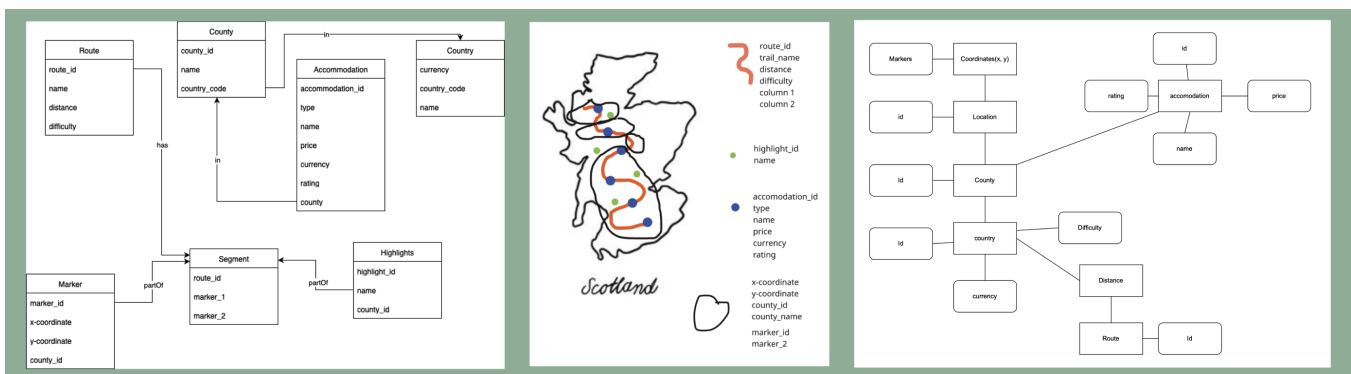 Route
route_id
name
distance
difficulty
County
county_id
name
country_code
in
Country
currency
country_code
name
Accommodation
accommodation_id
type
name
price
currency
rating
county
has
in
Segment
route_id
marker_1
marker_2
partOf
partOf
Highlights
highlight_id
name
county_id
Marker
marker_id
x-coordinate
y-coordinate
county_id
route_id
trail_name
distance
difficulty
column 1
column 2
highlight_id
name
accomodation_id
type
name
price
currency
rating
Scotland
x-coordinate
y-coordinate
county_id
county_name
marker_id
marker_2
Markers
Coordinates(x, y)
id
rating
accomodation
price
name
id
Location
Id
County
Id
country
Difficulty
currency
Distance
Route
Id